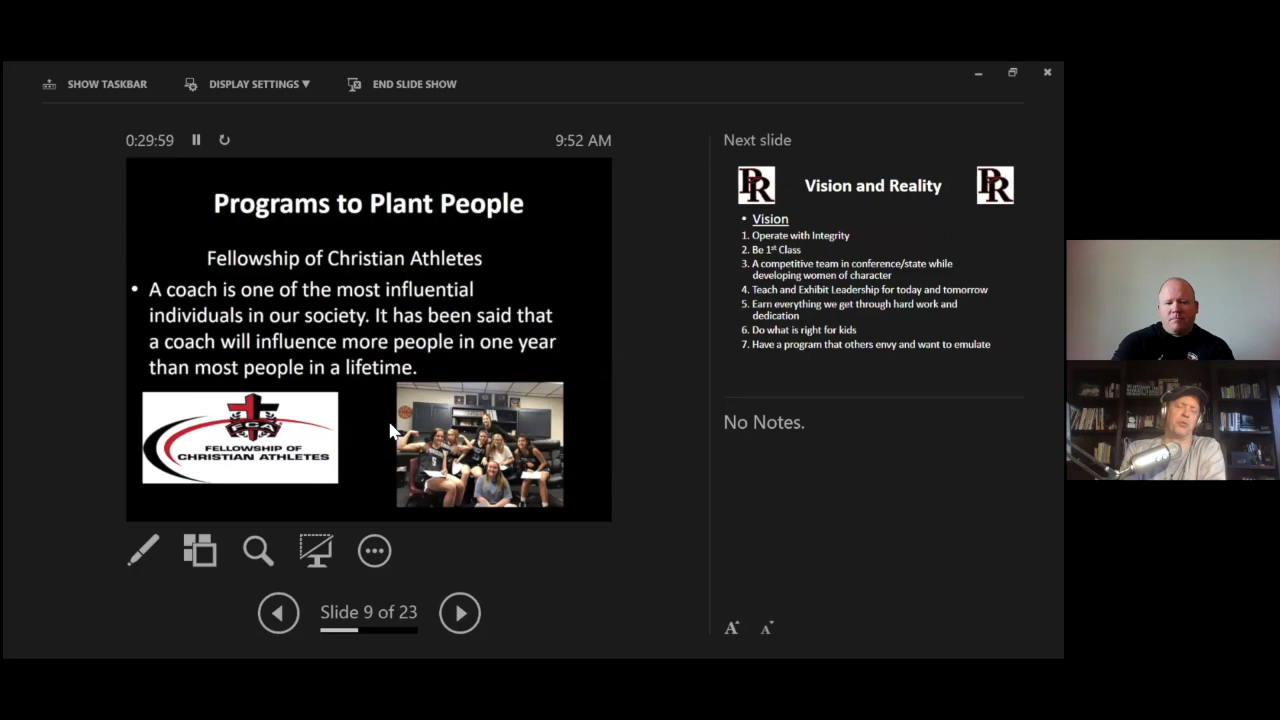 SHOW TASKBAR
DISPLAY SETTINGS ▼
END SLIDE SHOW
0:29:59
9:52 AM
Programs to Plant People
Fellowship of Christian Athletes
• A coach is one of the most influential
individuals in our society. It has been said that
a coach will influence more people in one year
than most people in a lifetime.
FCA
FELLOWSHIP OF
CHRISTIAN ATHLETES
Slide 9 of 23
Next slide
PR
Vision and Reality
PR
• Vision
1. Operate with Integrity
2. Be 1st Class
3. A competitive team in conference/state while
developing women of character
4. Teach and Exhibit Leadership for today and tomorrow
5. Earn everything we get through hard work and
dedication
6. Do what is right for kids
7. Have a program that others envy and want to emulate
No Notes.
A A